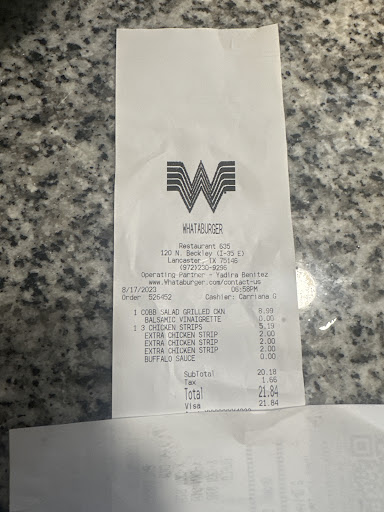 WHATABURGER
Restaurant 635
120 N. Beckley (I-35 E)
Lancaster, TX 75146
(972)230-9296
Operating Partner - Yadira Benitez
www.Whataburger.com/contact-us
8/17/2023 06:58PM
Order 526452 Cashier: Carriana G
1 COBB SALAD GRILLED CKN 8.99
BALSAMIC VINAIGRETTE 0.00
1 3 CHICKEN STRIPS 5.19
EXTRA CHICKEN STRIP 2.00
EXTRA CHICKEN STRIP 2.00
EXTRA CHICKEN STRIP 2.00
BUFFALO SAUCE 0.00
SubTotal 20.18
Tax 1.66
Total 21.84
Visa 21.84